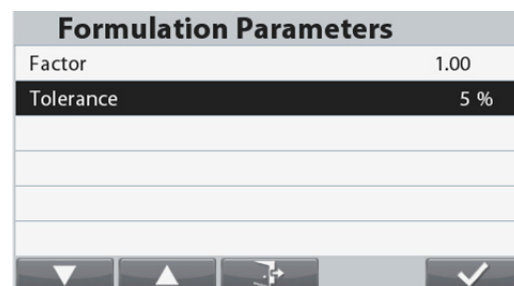 Formulation Parameters
Factor 1.00
Tolerance 5 %